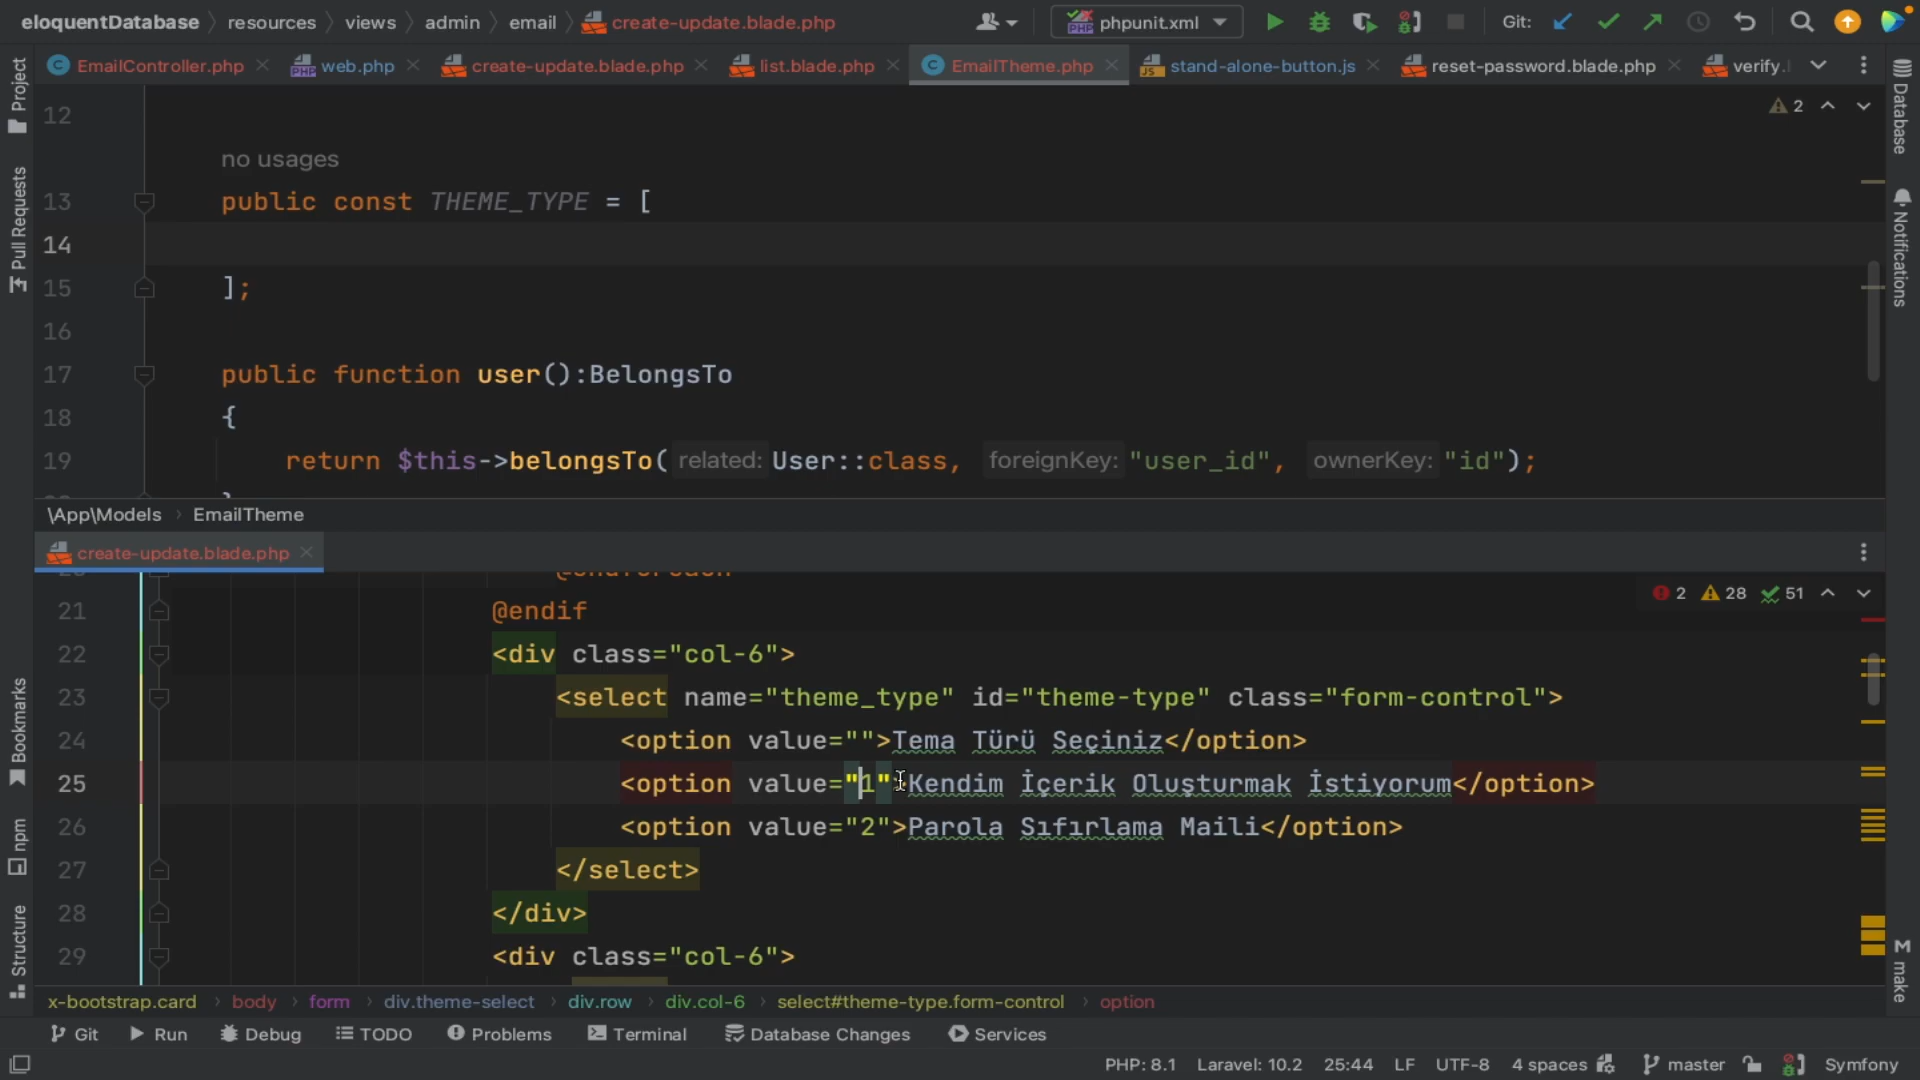 eloquentDatabase resources views admin email create-update.blade.php phpunit.xml Git:
EmailController.php web.php create-update.blade.php list.blade.php EmailTheme.php stand-alone-button.js reset-password.blade.php verify.
Project
Pull Requests
Bookmarks
npm
Structure
Database
Notifications
make
2
12
no usages
13 public const THEME_TYPE = [
14
15 ];
16
17 public function user():BelongsTo
18 {
19 return $this->belongsTo( related: User::class, foreignKey: "user_id", ownerKey: "id");
\App\Models EmailTheme
create-update.blade.php
2 28 51
21 @endif
22 <div class="col-6">
23 <select name="theme_type" id="theme-type" class="form-control">
24 <option value="">Tema Türü Seçiniz</option>
25 <option value="1">Kendim İçerik Oluşturmak İstiyorum</option>
26 <option value="2">Parola Sıfırlama Maili</option>
27 </select>
28 </div>
29 <div class="col-6">
x-bootstrap.card body form div.theme-select div.row div.col-6 select#theme-type.form-control option
Git Run Debug TODO Problems Terminal Database Changes Services
PHP: 8.1 Laravel: 10.2 25:44 LF UTF-8 4 spaces master Symfony